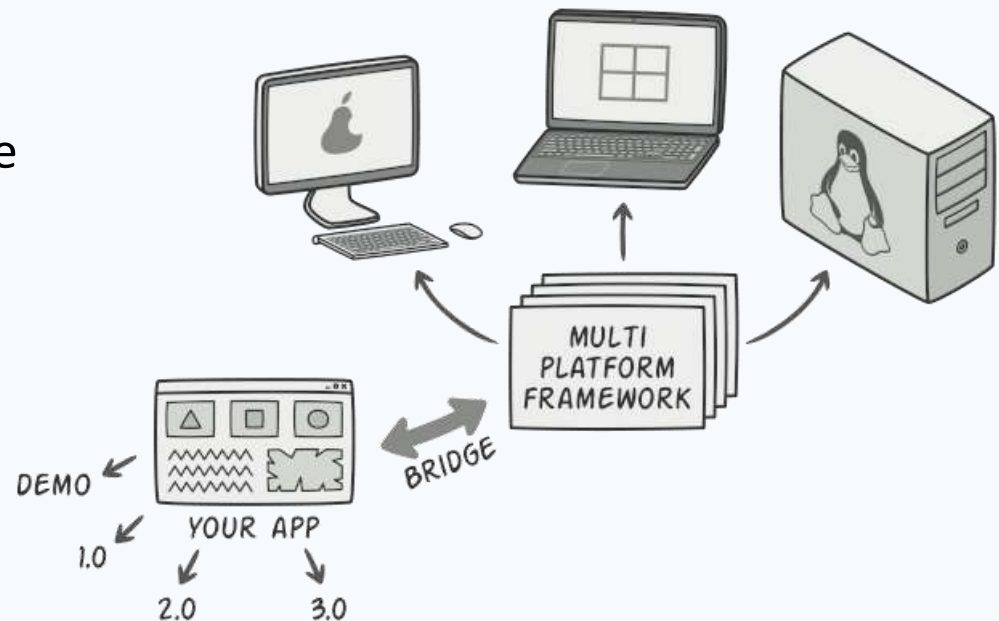 e
MULTI
PLATFORM
FRAMEWORK
BRIDGE
YOUR APP
DEMO
1.0
2.0
3.0